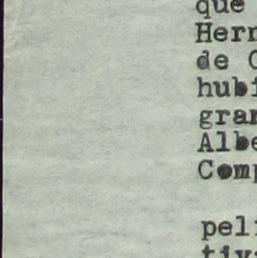 que
Herr
de C
hubi
gran
Albe
Comp
peli
tiv